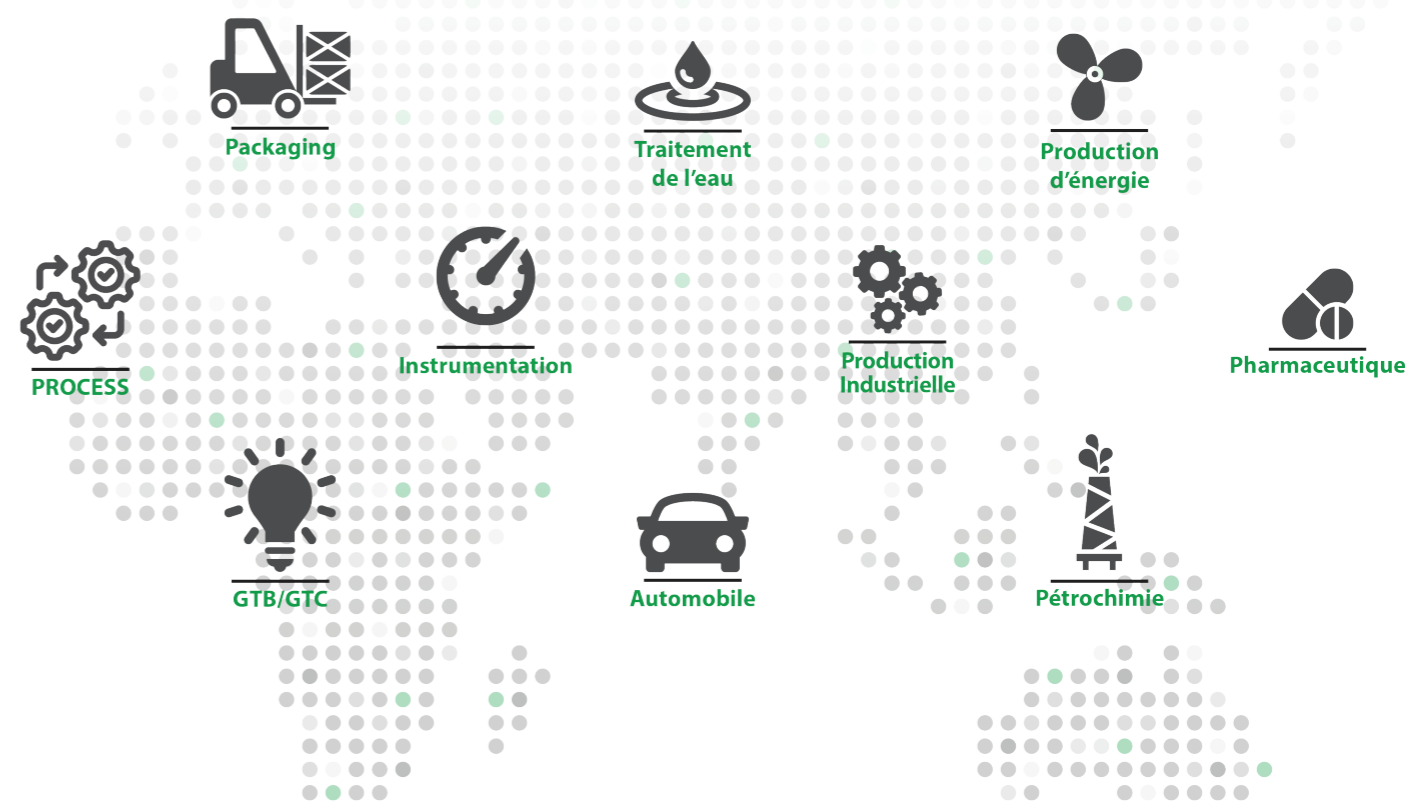 Packaging
Traitement
de l’eau
Production
d’énergie
PROCESS
Instrumentation
Production
Industrielle
Pharmaceutique
GTB/GTC
Automobile
Pétrochimie